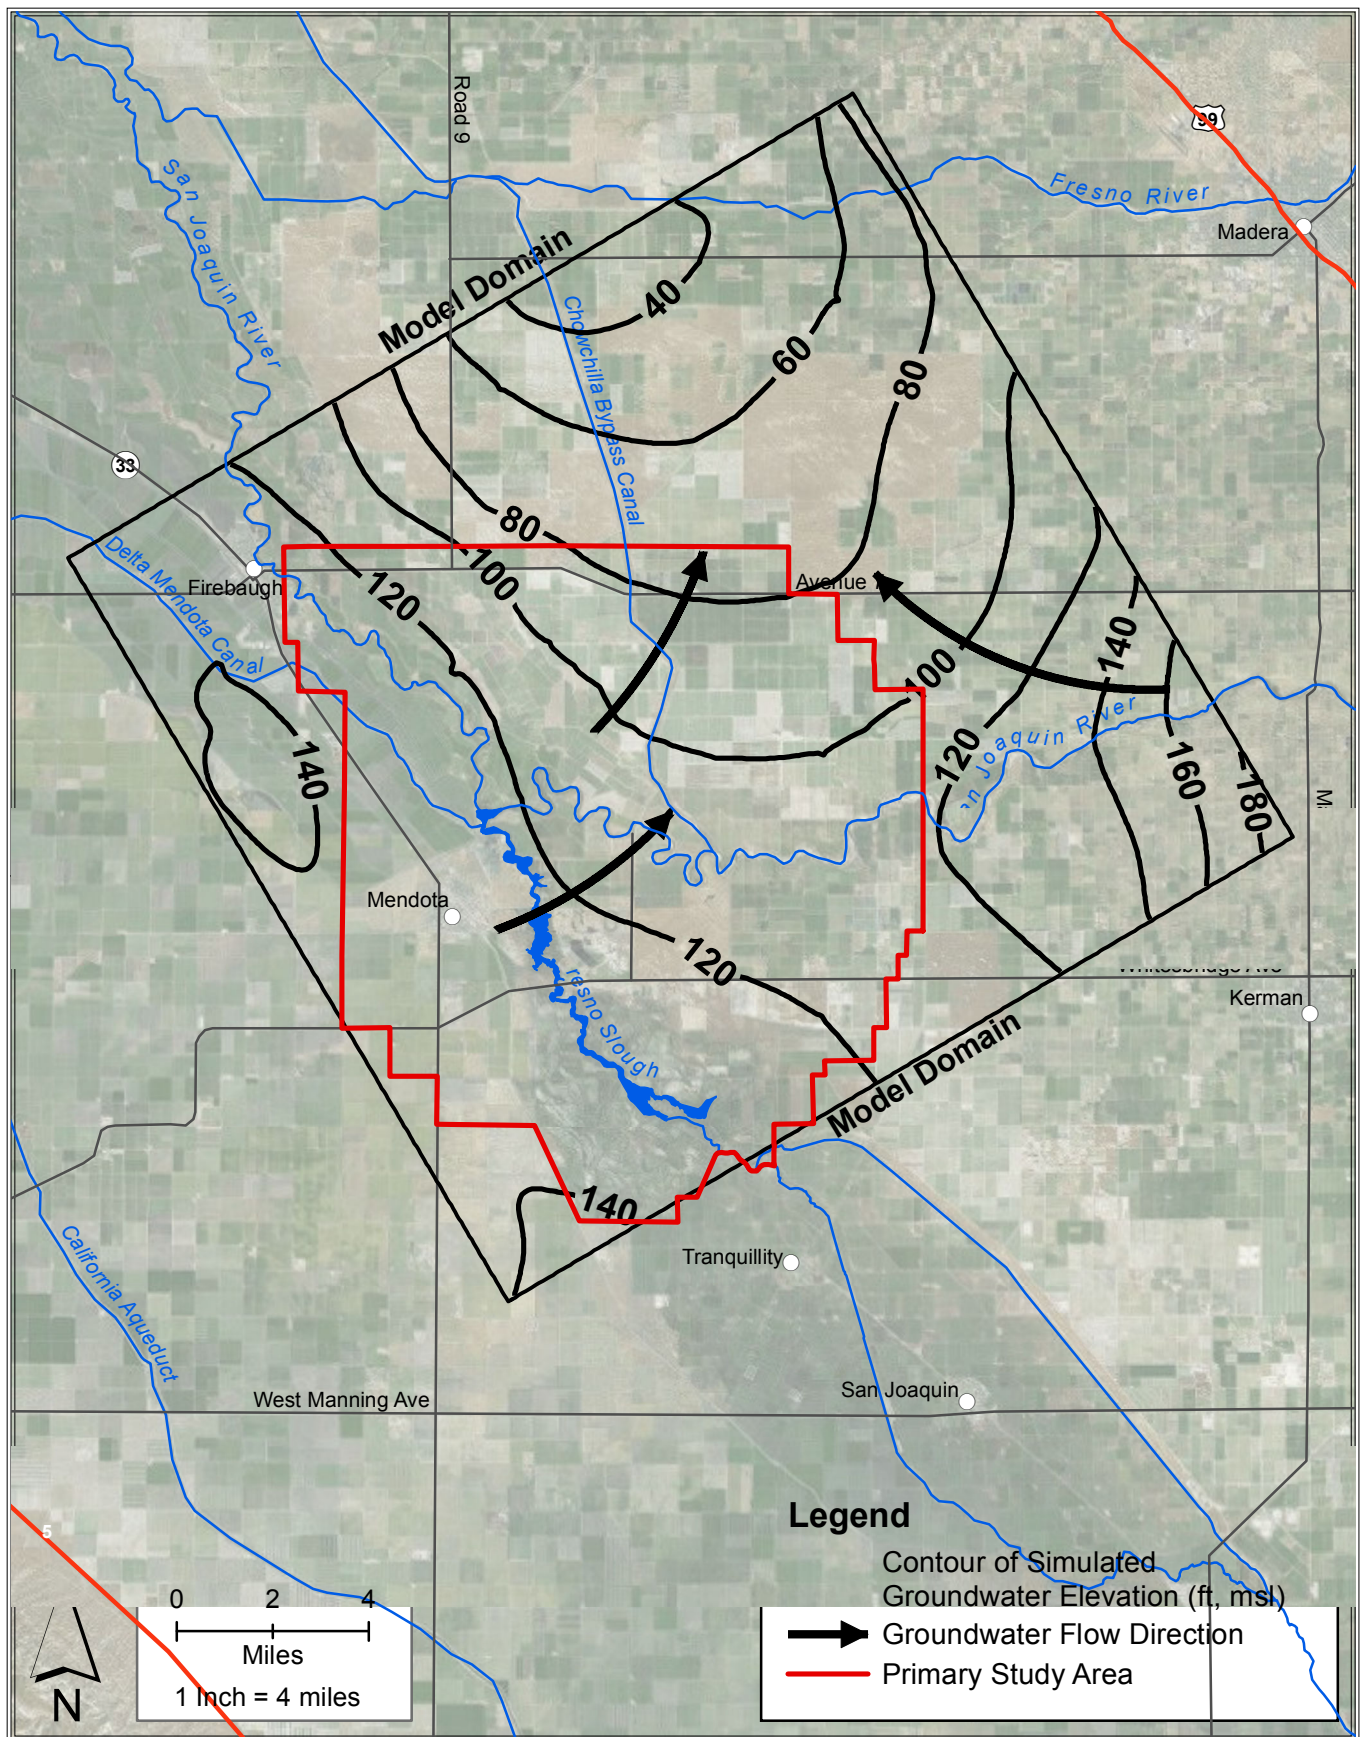 Road 9
99
San Joaquin River
Fresno River
Madera
Model Domain
40
Chowchilla Bypass Canal
60
80
33
80
100
Delta Mendota Canal
Firebaugh
120
Avenue
140
100
San Joaquin River
120
140
160
180
Mendota
120
resno Slough
Kerman
Model Domain
140
Tranquillity
California Aqueduct
San Joaquin
West Manning Ave
5
Legend
Contour of Simulated
Groundwater Elevation (ft, msl)
Groundwater Flow Direction
Primary Study Area
0 2 4
Miles
1 Inch = 4 miles
N